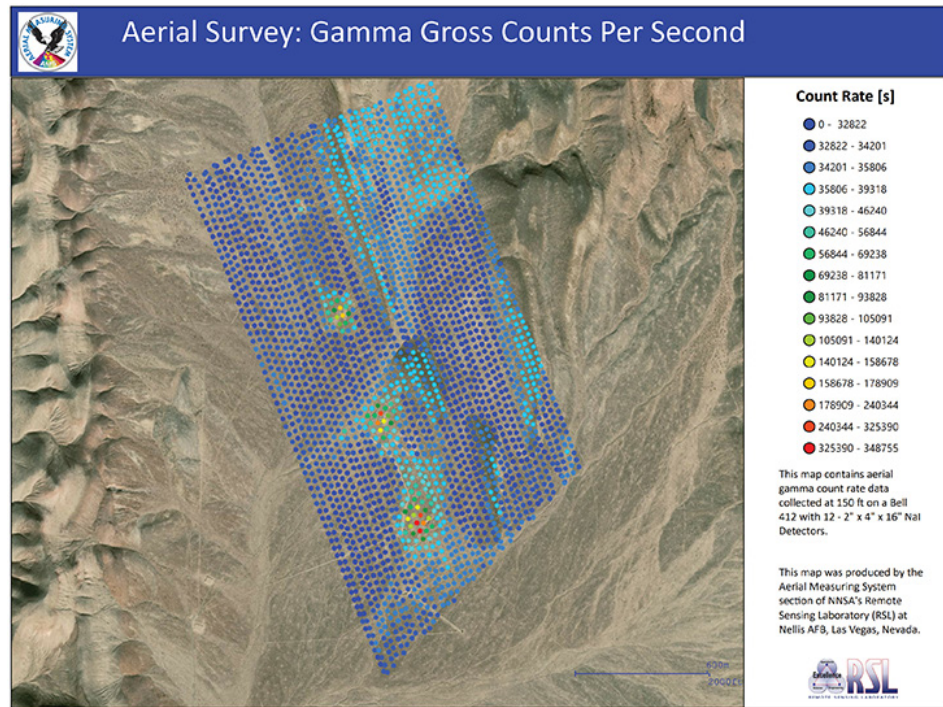 Aerial Survey: Gamma Gross Counts Per Second
AERIAL MEASURING SYSTEM
Count Rate [s]
0 - 32822
32822 - 34201
34201 - 35806
35806 - 39318
39318 - 46240
46240 - 56844
56844 - 69238
69238 - 81171
81171 - 93828
93828 - 105091
105091 - 140124
140124 - 158678
158678 - 178909
178909 - 240344
240344 - 325390
325390 - 348755
This map contains aerial
gamma count rate data
collected at 150 ft on a Bell
412 with 12 - 2" x 4" x 16" NaI
Detectors.
This map was produced by the
Aerial Measuring System
section of NNSA's Remote
Sensing Laboratory (RSL) at
Nellis AFB, Las Vegas, Nevada.
Excellence
RSL
REMOTE SENSING LABORATORY